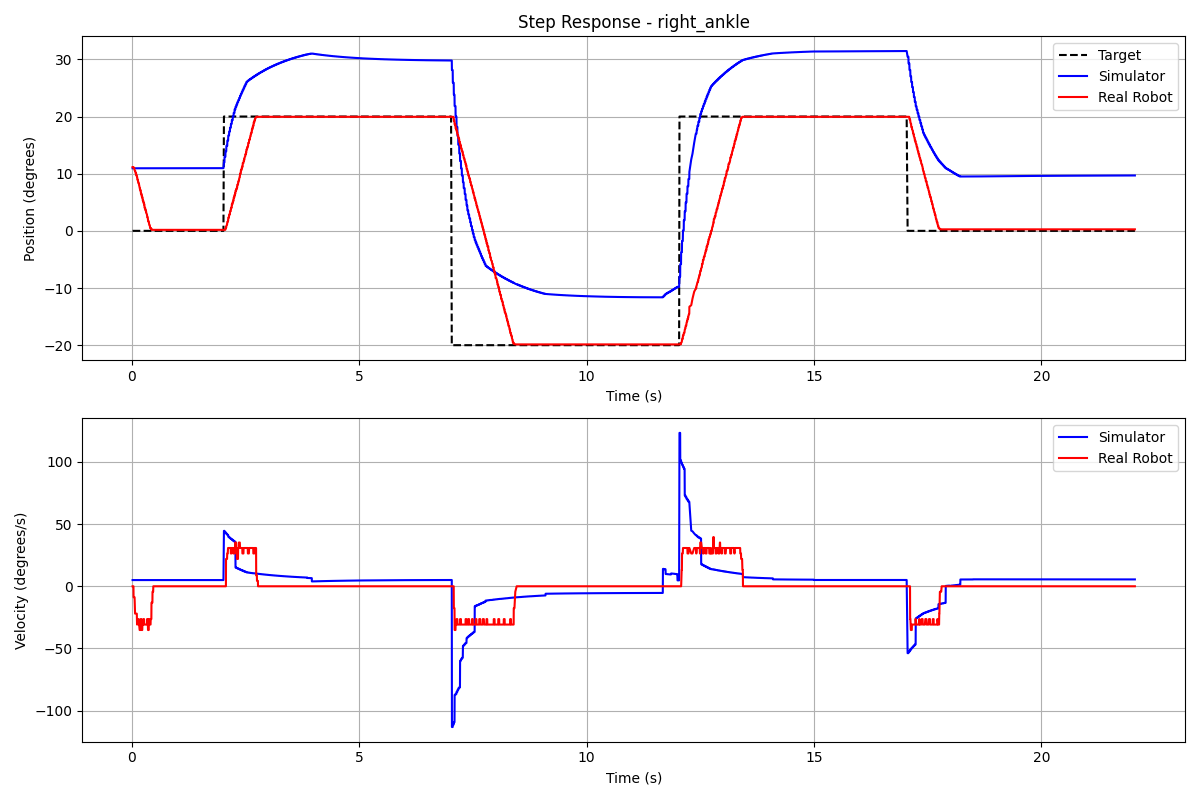 Step Response - right_ankle
Position (degrees)
30
20
10
0
−10
−20
Target
Simulator
Real Robot
0 5 10 15 20
Time (s)
Velocity (degrees/s)
100
50
0
−50
−100
Simulator
Real Robot
0 5 10 15 20
Time (s)